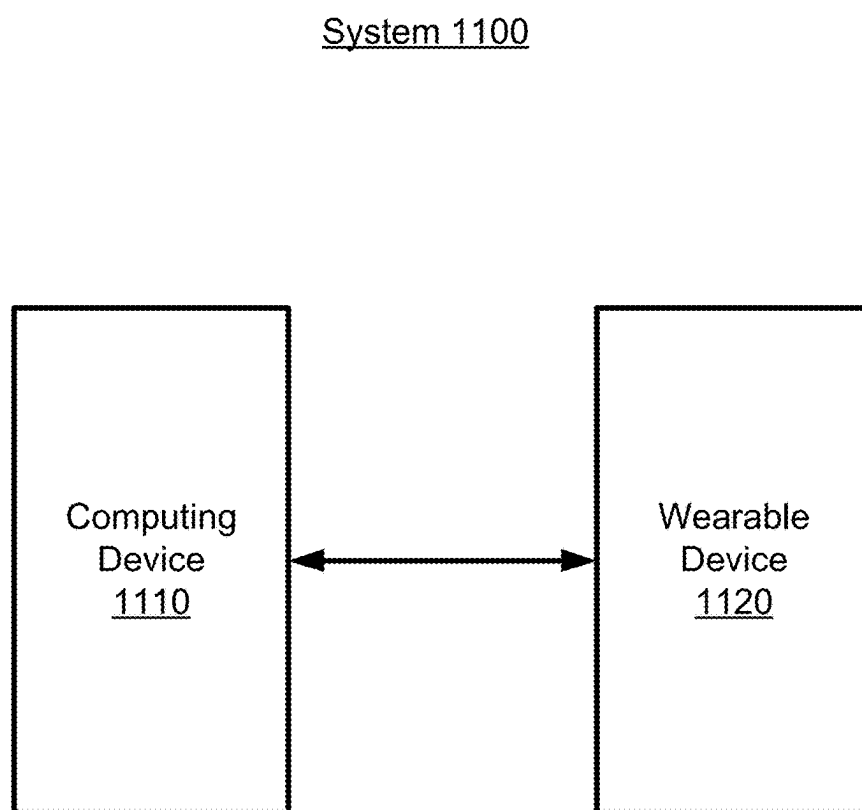 System 1100
Computing
Device
1110
Wearable
Device
1120